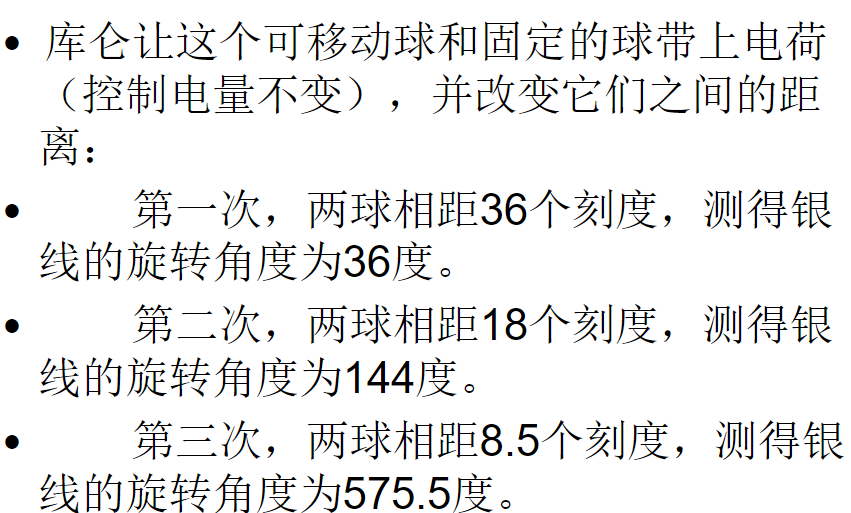 • 库仑让这个可移动球和固定的球带上电荷
（控制电量不变），并改变它们之间的距
离：
• 第一次，两球相距36个刻度，测得银
线的旋转角度为36度。
• 第二次，两球相距18个刻度，测得银
线的旋转角度为144度。
• 第三次，两球相距8.5个刻度，测得银
线的旋转角度为575.5度。